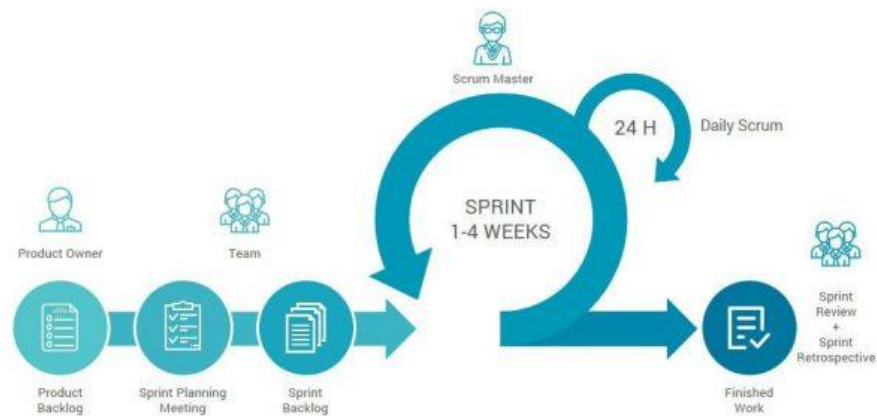 Scrum Master
24 H
Daily Scrum
SPRINT
1-4 WEEKS
Product Owner
Team
Product
Backlog
Sprint Planning
Meeting
Sprint
Backlog
Finished
Work
Sprint
Review
+
Sprint
Retrospective